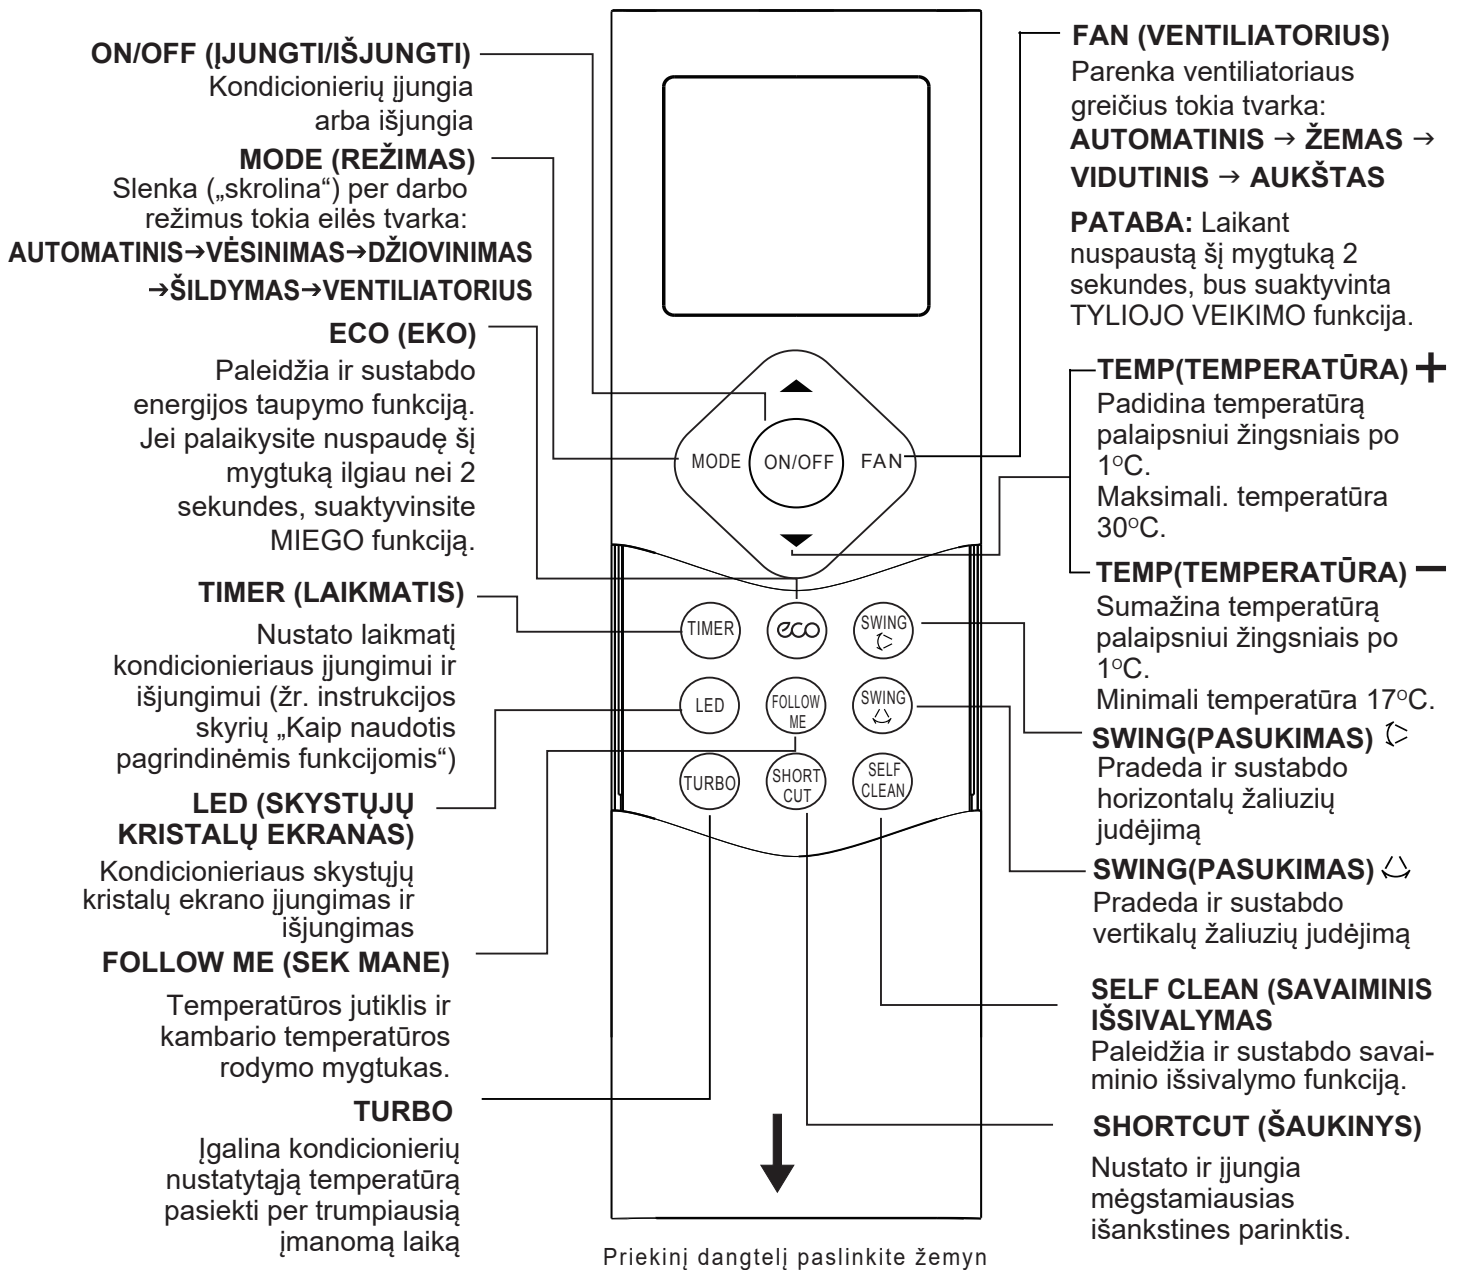 ON/OFF (ĮJUNGTI/IŠJUNGTI)
Kondicionierių įjungia
arba išjungia
MODE (REŽIMAS)
Slenka („skrolina“) per darbo
režimus tokia eilės tvarka:
AUTOMATINIS→VĖSINIMAS→DŽIOVINIMAS
→ŠILDYMAS→VENTILIATORIUS
ECO (EKO)
Paleidžia ir sustabdo
energijos taupymo funkciją.
Jei palaikysite nuspaudę šį
mygtuką ilgiau nei 2
sekundes, suaktyvinsite
MIEGO funkciją.
TIMER (LAIKMATIS)
Nustato laikmatį
kondicionieriaus įjungimui ir
išjungimui (žr. instrukcijos
skyrių „Kaip naudotis
pagrindinėmis funkcijomis“)
LED (SKYSTŲJŲ
KRISTALŲ EKRANAS)
Kondicionieriaus skystųjų
kristalų ekrano įjungimas ir
išjungimas
FOLLOW ME (SEK MANE)
Temperatūros jutiklis ir
kambario temperatūros
rodymo mygtukas.
TURBO
Įgalina kondicionierių
nustatytąją temperatūrą
pasiekti per trumpiausią
įmanomą laiką
MODE
ON/OFF
FAN
TIMER
eco
SWING
LED
FOLLOW
ME
SWING
TURBO
SHORT
CUT
SELF
CLEAN
Priekinį dangtelį paslinkite žemyn
FAN (VENTILIATORIUS)
Parenka ventiliatoriaus
greičius tokia tvarka:
AUTOMATINIS → ŽEMAS →
VIDUTINIS → AUKŠTAS
PATABA: Laikant
nuspaustą šį mygtuką 2
sekundes, bus suaktyvinta
TYLIOJO VEIKIMO funkcija.
TEMP(TEMPERATŪRA) +
Padidina temperatūrą
palaipsniui žingsniais po
1°C.
Maksimali. temperatūra
30°C.
TEMP(TEMPERATŪRA) −
Sumažina temperatūrą
palaipsniui žingsniais po
1°C.
Minimali temperatūra 17°C.
SWING(PASUKIMAS)
Pradeda ir sustabdo
horizontalų žaliuzių
judėjimą
SWING(PASUKIMAS)
Pradeda ir sustabdo
vertikalų žaliuzių judėjimą
SELF CLEAN (SAVAIMINIS
IŠSIVALYMAS
Paleidžia ir sustabdo savai-
minio išsivalymo funkciją.
SHORTCUT (ŠAUKINYS)
Nustato ir įjungia
mėgstamiausias
išankstines parinktis.